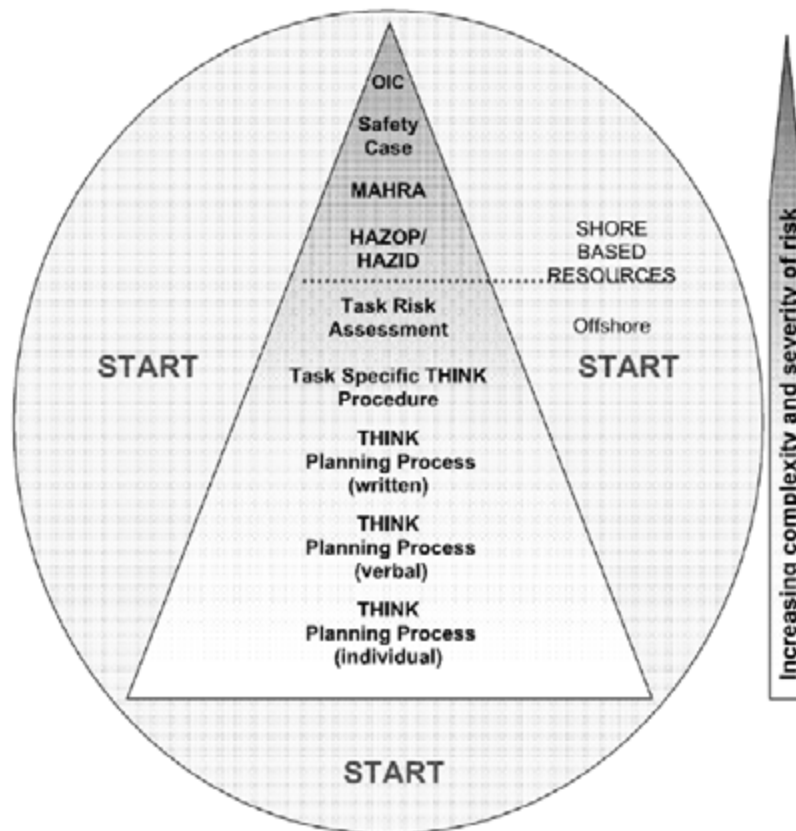 OIC
Safety
Case
MAHRA
HAZOP/
HAZID
SHORE
BASED
RESOURCES
Task Risk
Assessment
Offshore
START
START
Task Specific THINK
Procedure
THINK
Planning Process
(written)
THINK
Planning Process
(verbal)
THINK
Planning Process
(individual)
START
Increasing complexity and severity of risk